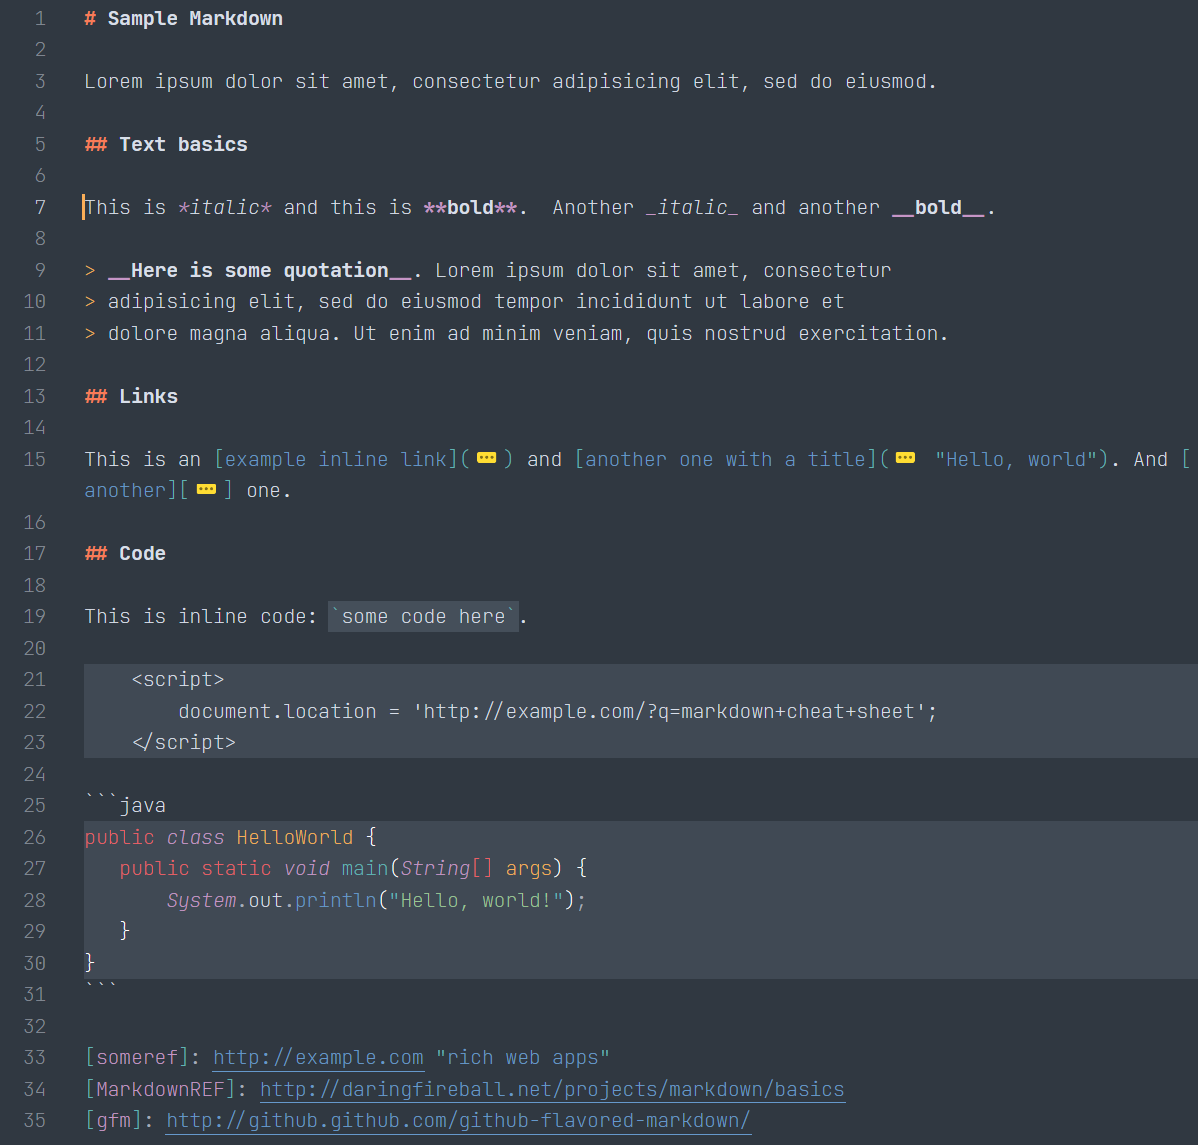 1 # Sample Markdown
2
3 Lorem ipsum dolor sit amet, consectetur adipisicing elit, sed do eiusmod.
4
5 ## Text basics
6
7 This is *italic* and this is **bold**.  Another _italic_ and another __bold__.
8
9 > __Here is some quotation__. Lorem ipsum dolor sit amet, consectetur
10 > adipisicing elit, sed do eiusmod tempor incididunt ut labore et
11 > dolore magna aliqua. Ut enim ad minim veniam, quis nostrud exercitation.
12
13 ## Links
14
15 This is an [example inline link](...) and [another one with a title](... "Hello, world"). And [
another][...] one.
16
17 ## Code
18
19 This is inline code: `some code here`.
20
21     <script>
22         document.location = 'http://example.com/?q=markdown+cheat+sheet';
23     </script>
24
25 ```java
26 public class HelloWorld {
27    public static void main(String[] args) {
28        System.out.println("Hello, world!");
29    }
30 }
31 ```
32
33 [someref]: http://example.com "rich web apps"
34 [MarkdownREF]: http://daringfireball.net/projects/markdown/basics
35 [gfm]: http://github.github.com/github-flavored-markdown/